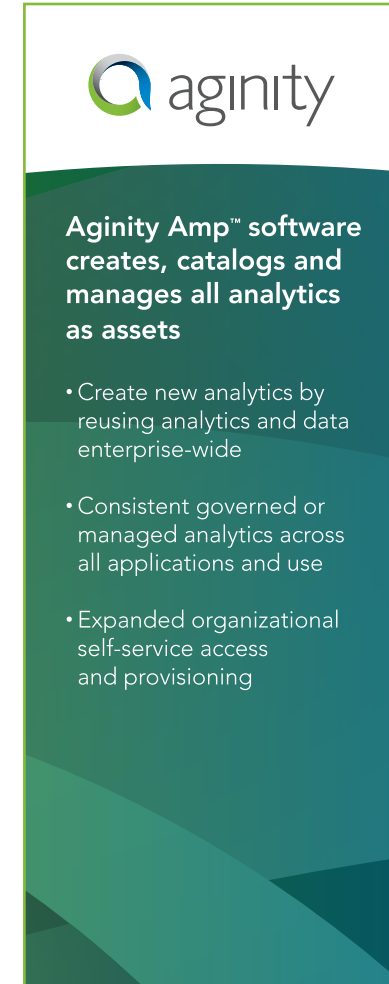 aginity
Aginity Amp™ software
creates, catalogs and
manages all analytics
as assets
• Create new analytics by
reusing analytics and data
enterprise-wide
• Consistent governed or
managed analytics across
all applications and use
• Expanded organizational
self-service access
and provisioning